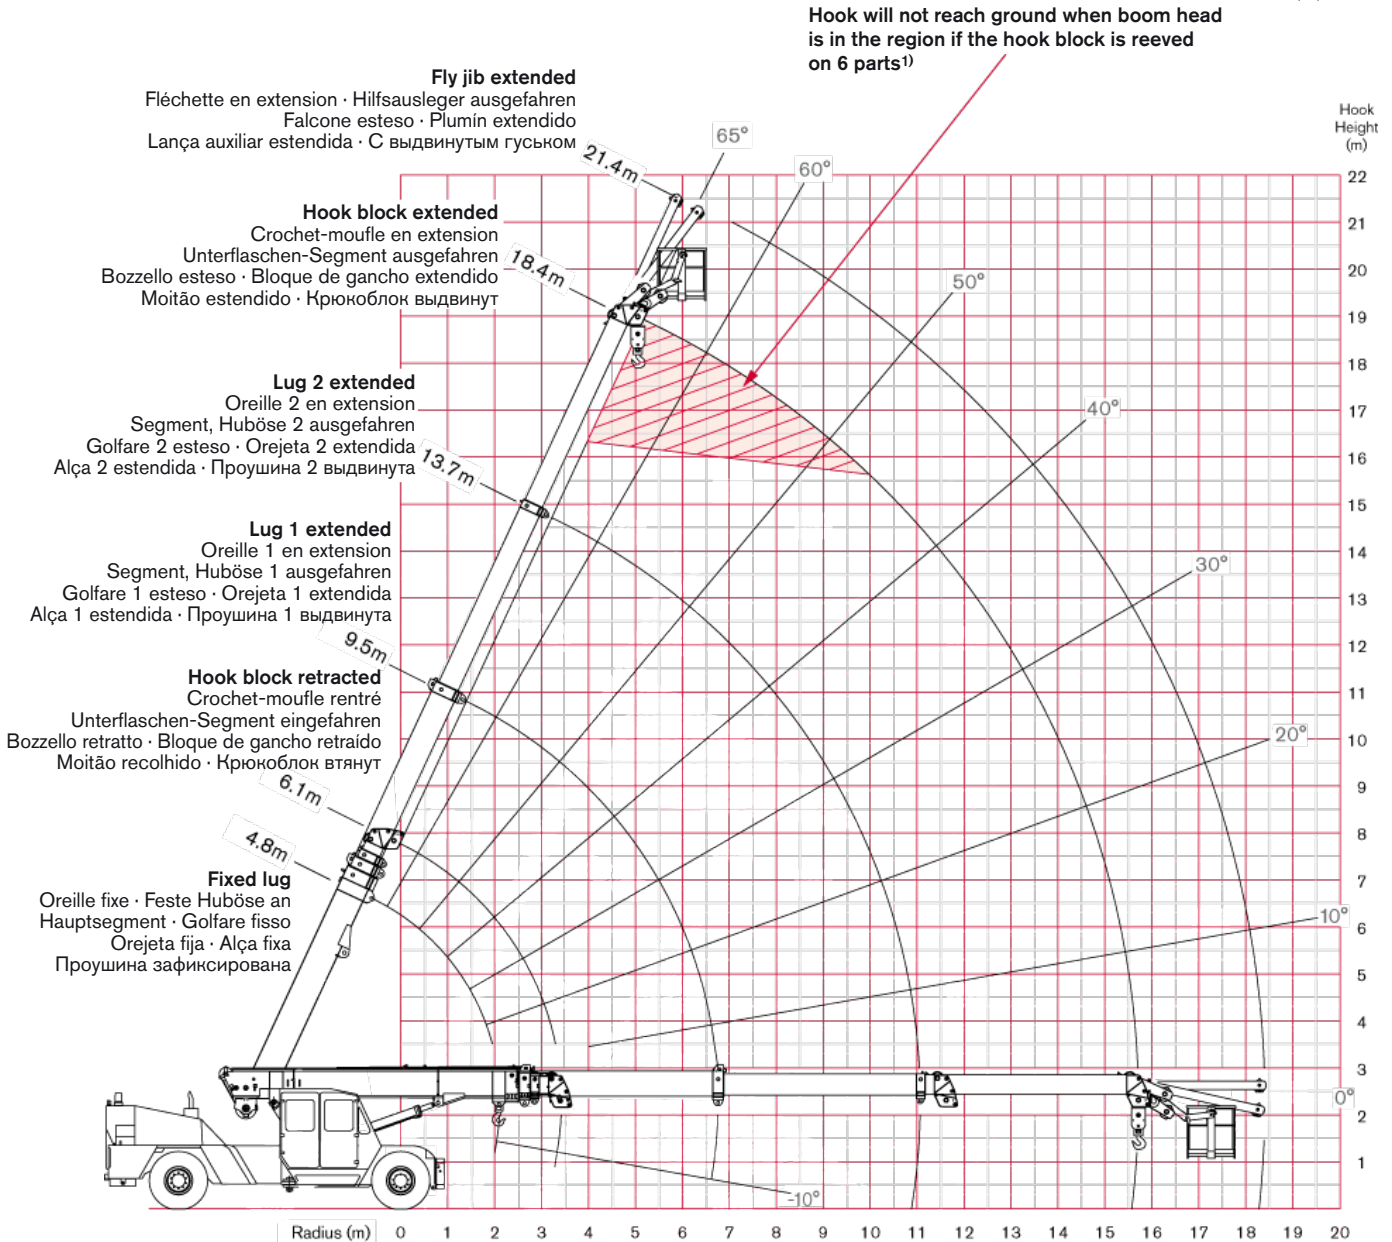 Hook will not reach ground when boom head
is in the region if the hook block is reeved
on 6 parts1)
Fly jib extended
Fléchette en extension · Hilfsausleger ausgefahren
Falcone esteso · Plumín extendido
Lança auxiliar estendida · С выдвинутым гуськом
Hook
Height
(m)
65°
60°
21.4m
22
Hook block extended
Crochet-moufle en extension
Unterflaschen-Segment ausgefahren
Bozzello esteso · Bloque de gancho extendido
Moitão estendido · Крюкоблок выдвинут
18.4m
21
20
50°
19
18
Lug 2 extended
Oreille 2 en extension
Segment, Huböse 2 ausgefahren
Golfare 2 esteso · Orejeta 2 extendida
Alça 2 estendida · Проушина 2 выдвинута
13.7m
40°
17
16
15
Lug 1 extended
Oreille 1 en extension
Segment, Huböse 1 ausgefahren
Golfare 1 esteso · Orejeta 1 extendida
Alça 1 estendida · Проушина 1 выдвинута
9.5m
14
30°
13
12
Hook block retracted
Crochet-moufle rentré
Unterflaschen-Segment eingefahren
Bozzello retratto · Bloque de gancho retraído
Moitão recolhido · Крюкоблок втянут
6.1m
11
20°
10
9
4.8m
8
Fixed lug
Oreille fixe · Feste Huböse an
Hauptsegment · Golfare fisso
Orejeta fija · Alça fixa
Проушина зафиксирована
7
10°
6
5
4
3
0°
2
1
-10°
Radius (m) 0 1 2 3 4 5 6 7 8 9 10 11 12 13 14 15 16 17 18 19 20